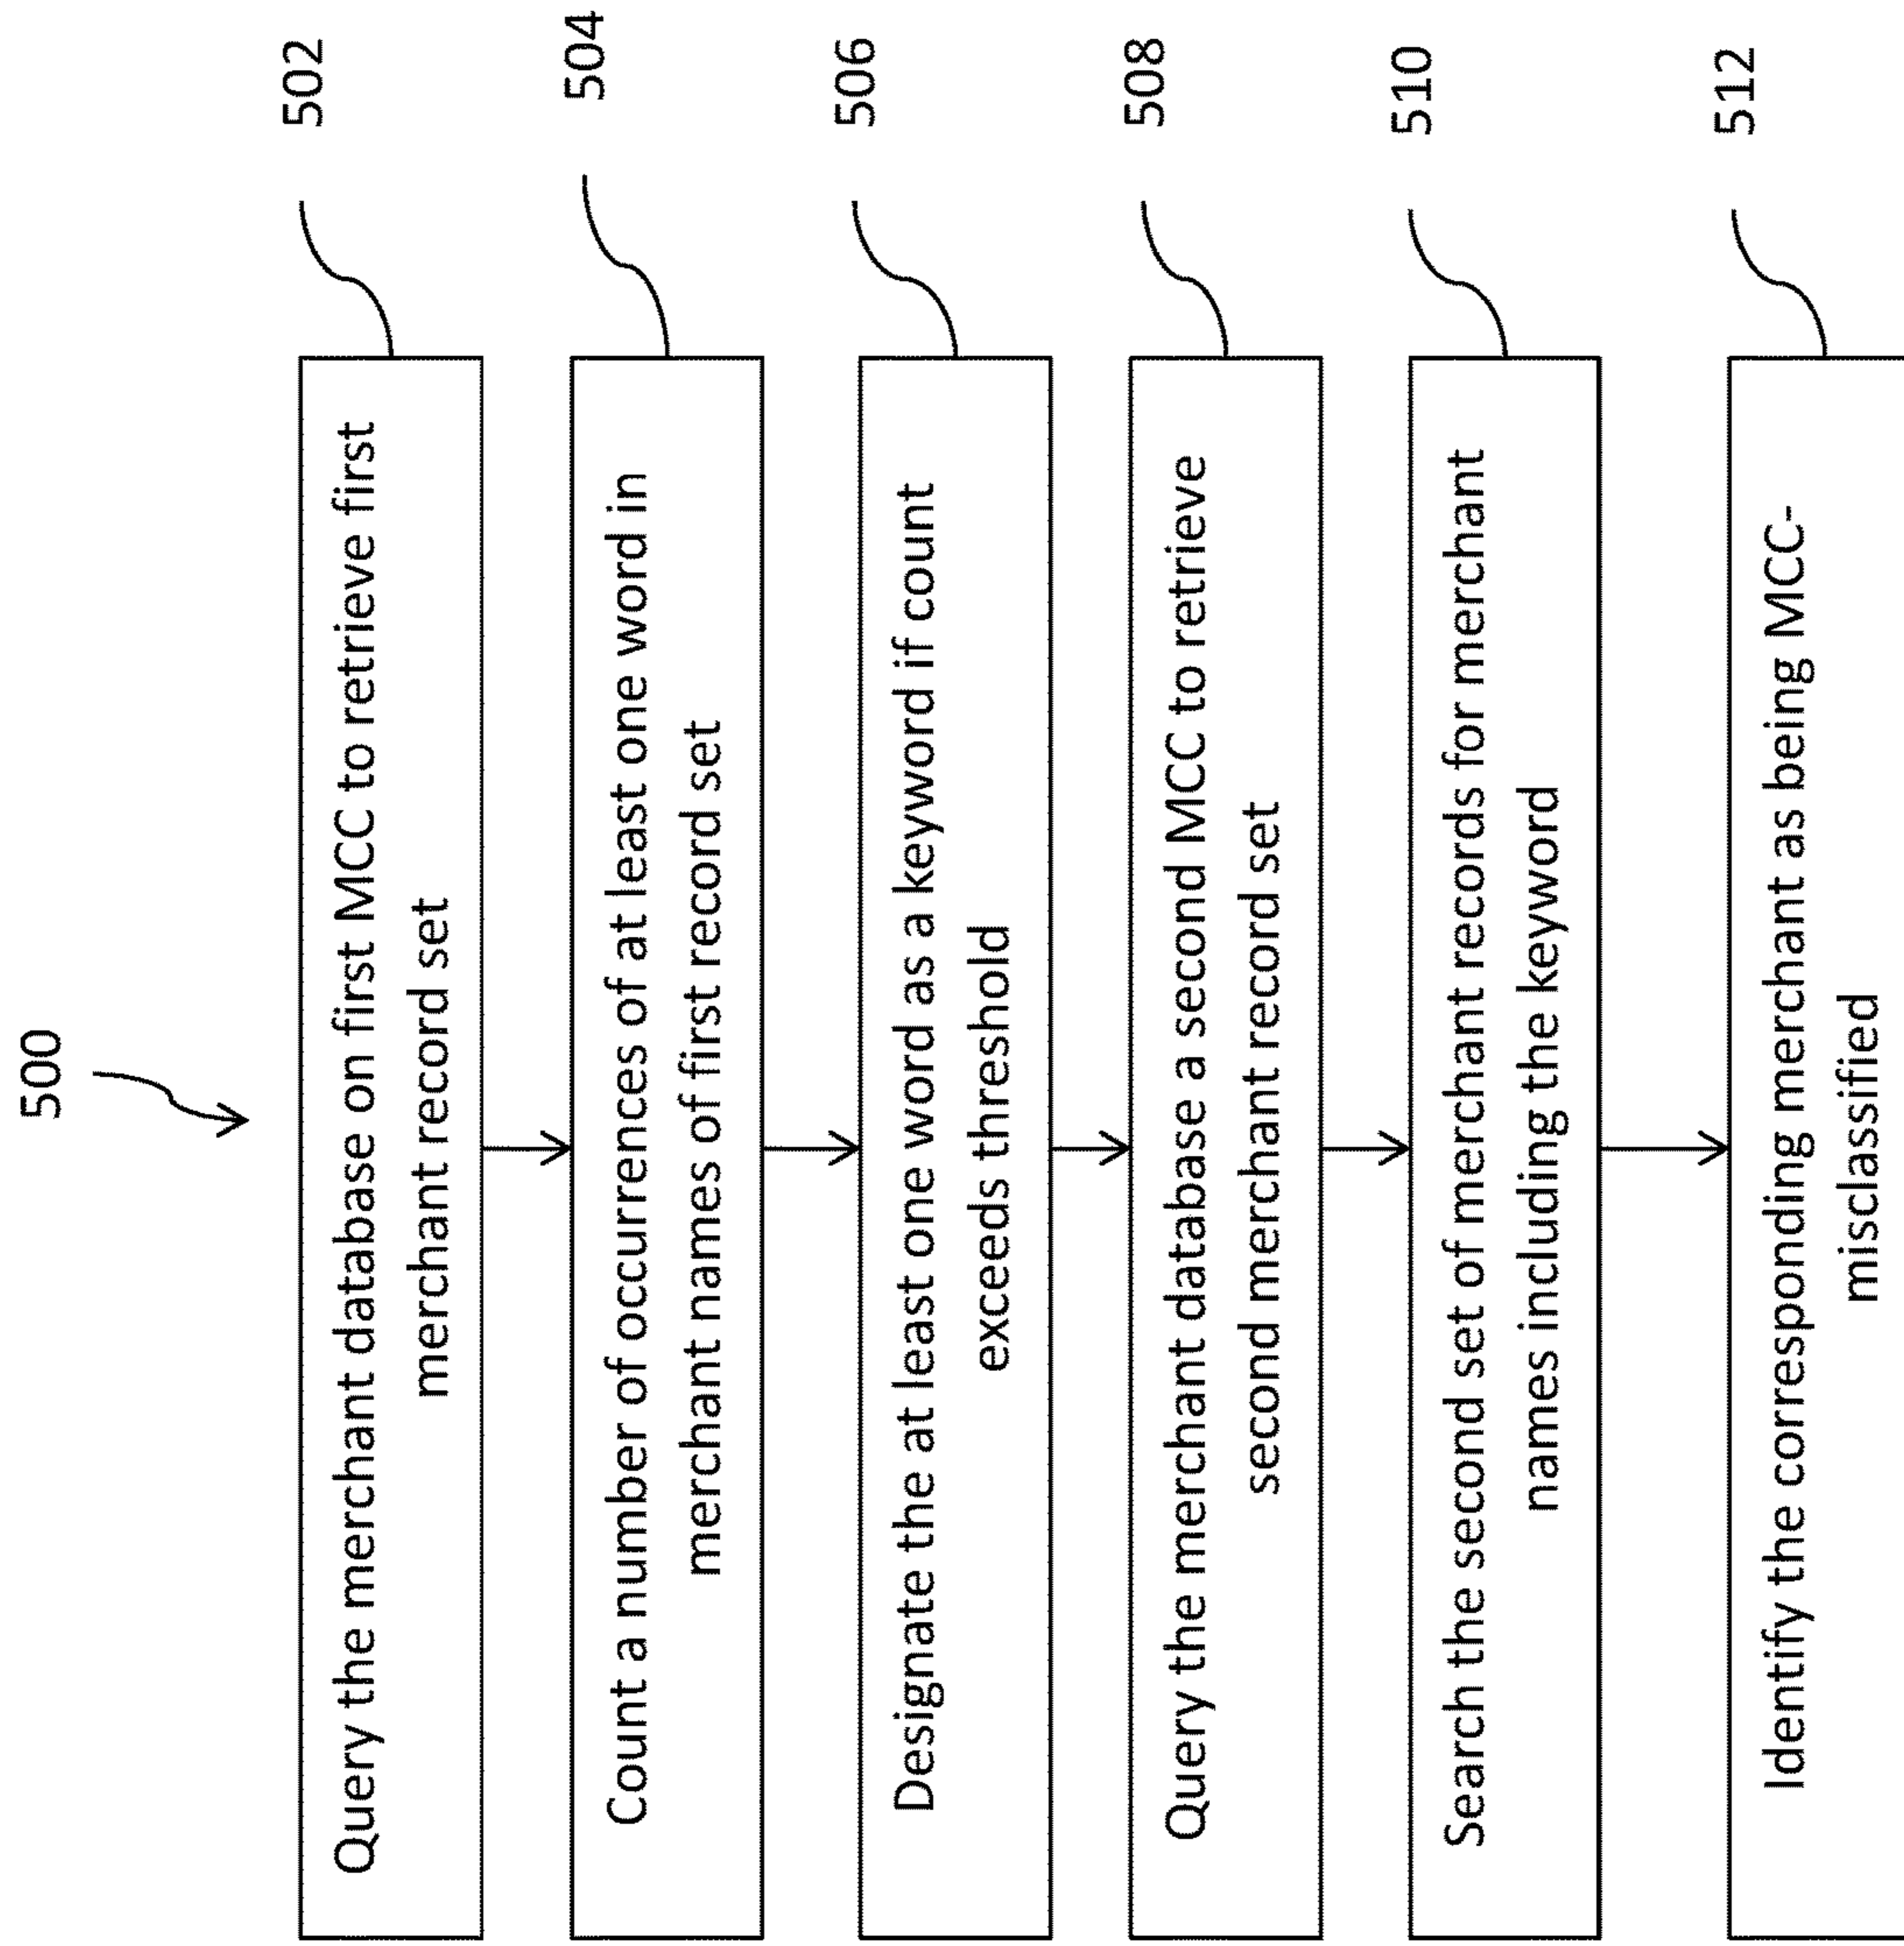 500
Query the merchant database on first MCC to retrieve first
merchant record set
502
Count a number of occurrences of at least one word in
merchant names of first record set
504
Designate the at least one word as a keyword if count
exceeds threshold
506
Query the merchant database a second MCC to retrieve
second merchant record set
508
Search the second set of merchant records for merchant
names including the keyword
510
Identify the corresponding merchant as being MCC-
misclassified
512